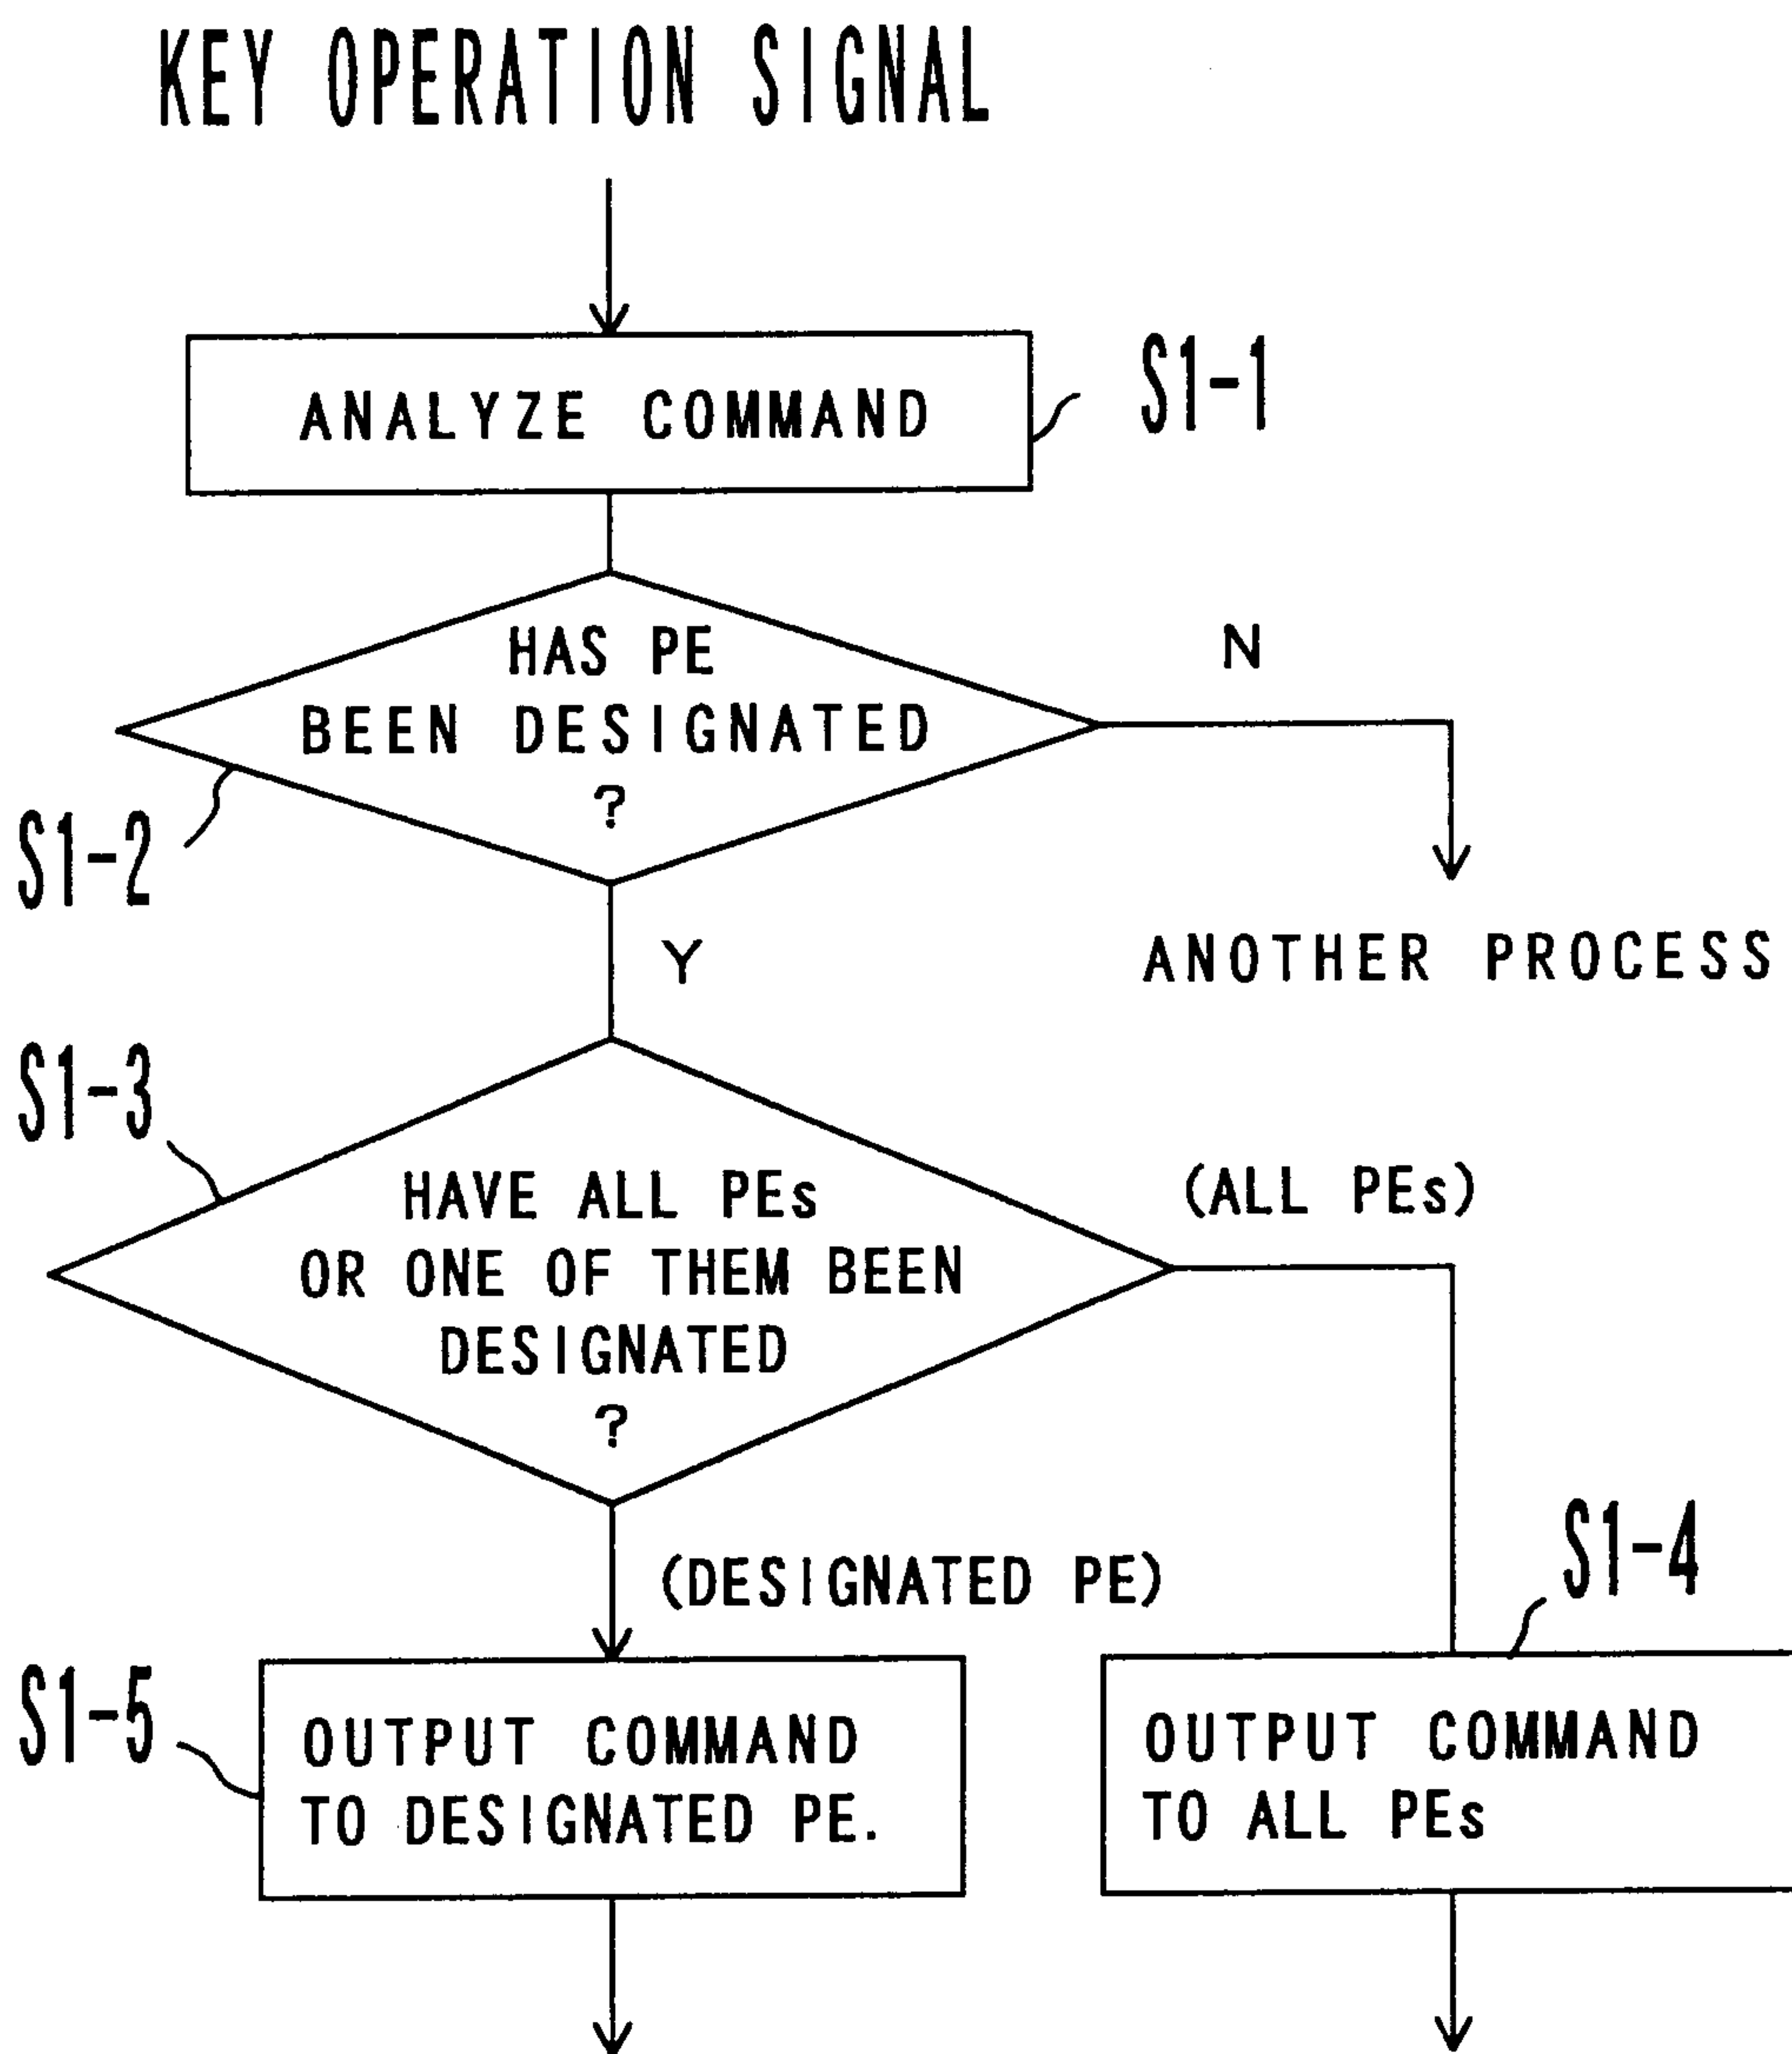 KEY OPERATION SIGNAL
ANALYZE COMMAND
S1-1
HAS PE
BEEN DESIGNATED
?
N
S1-2
Y
ANOTHER PROCESS
S1-3
HAVE ALL PEs
OR ONE OF THEM BEEN
DESIGNATED
?
(ALL PEs)
(DESIGNATED PE)
S1-4
S1-5
OUTPUT COMMAND
TO DESIGNATED PE.
OUTPUT COMMAND
TO ALL PEs